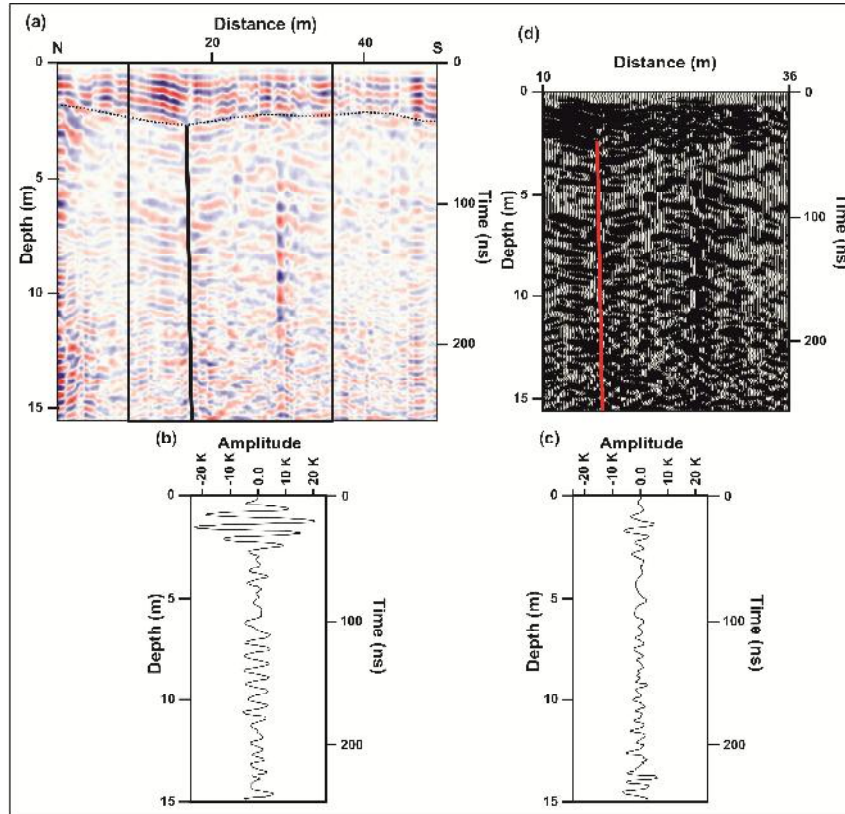 (a)
Distance (m)
N
20
40
S
0
5
10
15
Depth (m)
0
100
200
Time (ns)
(d)
Distance (m)
10
36
0
5
10
15
Depth (m)
0
100
200
Time (ns)
(b)
Amplitude
-20 K
-10 K
0.0
10 K
20 K
0
5
10
15
Depth (m)
0
100
200
Time (ns)
(c)
Amplitude
-20 K
-10 K
0.0
10 K
20 K
0
5
10
15
Depth (m)
0
100
200
Time (ns)